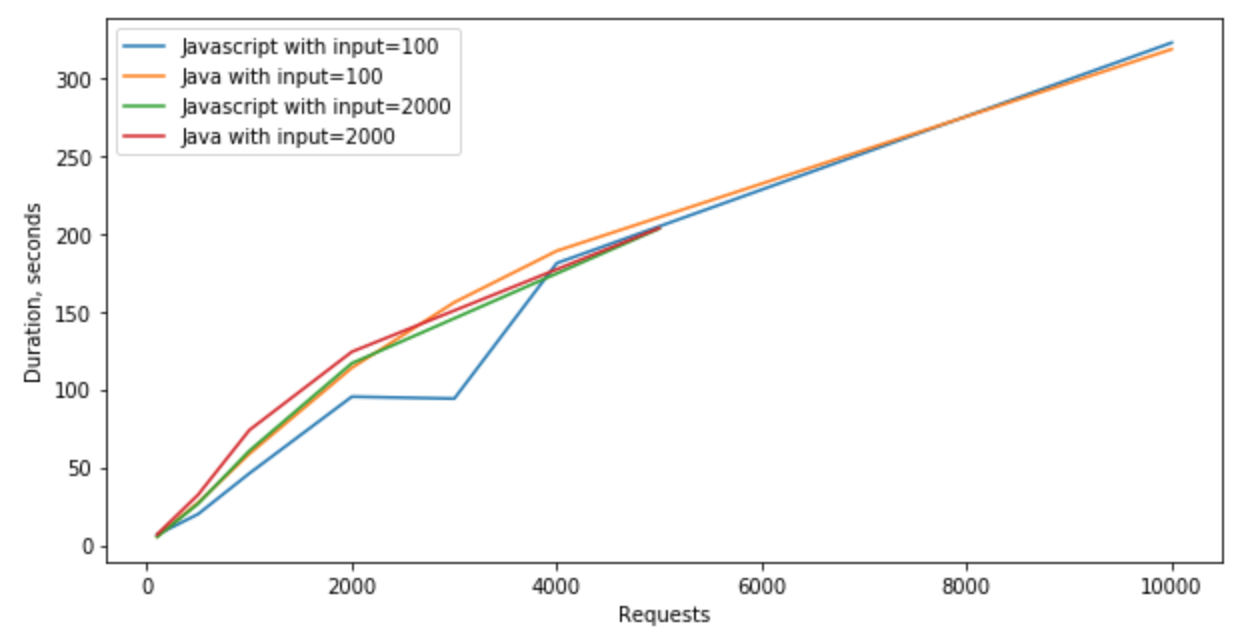 Javascript with input=100
Java with input=100
Javascript with input=2000
Java with input=2000
300
250
200
150
100
50
0
Duration, seconds
0 2000 4000 6000 8000 10000
Requests